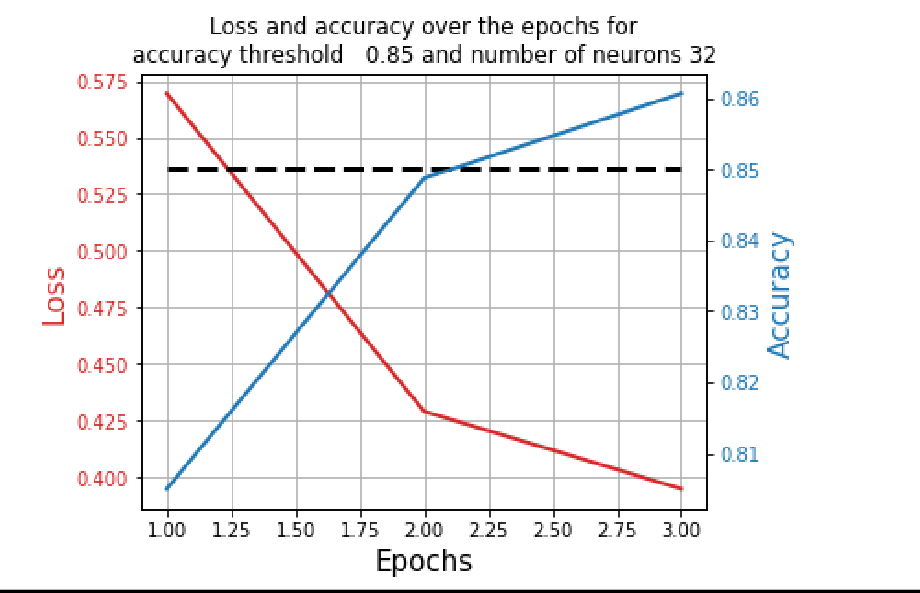 Loss and accuracy over the epochs for
accuracy threshold 0.85 and number of neurons 32
0.575
0.550
0.525
0.500
0.475
0.450
0.425
0.400
Loss
0.86
0.85
0.84
0.83
0.82
0.81
Accuracy
1.00 1.25 1.50 1.75 2.00 2.25 2.50 2.75 3.00
Epochs